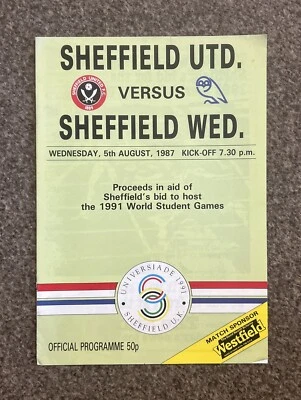 SHEFFIELD UTD.
VERSUS
SHEFFIELD WED.
WEDNESDAY, 5th AUGUST, 1987 KICK-OFF 7.30 p.m.
Proceeds in aid of
Sheffield's bid to host
the 1991 World Student Games
UNIVERSIADE 1991
SHEFFIELD U.K
MATCH SPONSOR
Westfield
OFFICIAL PROGRAMME 50p